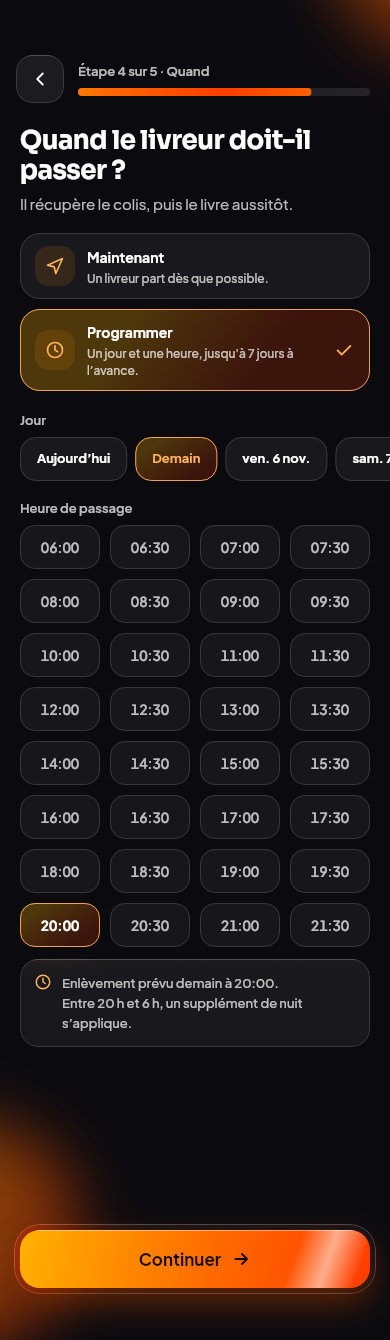 Étape 4 sur 5 · Quand
Quand le livreur doit-il
passer ?
Il récupère le colis, puis le livre aussitôt.
Maintenant
Un livreur part dès que possible.
Programmer
Un jour et une heure, jusqu’à 7 jours à
l’avance.
Jour
Aujourd’hui Demain ven. 6 nov. sam. 7
Heure de passage
06:00 06:30 07:00 07:30
08:00 08:30 09:00 09:30
10:00 10:30 11:00 11:30
12:00 12:30 13:00 13:30
14:00 14:30 15:00 15:30
16:00 16:30 17:00 17:30
18:00 18:30 19:00 19:30
20:00 20:30 21:00 21:30
Enlèvement prévu demain à 20:00.
Entre 20 h et 6 h, un supplément de nuit
s’applique.
Continuer